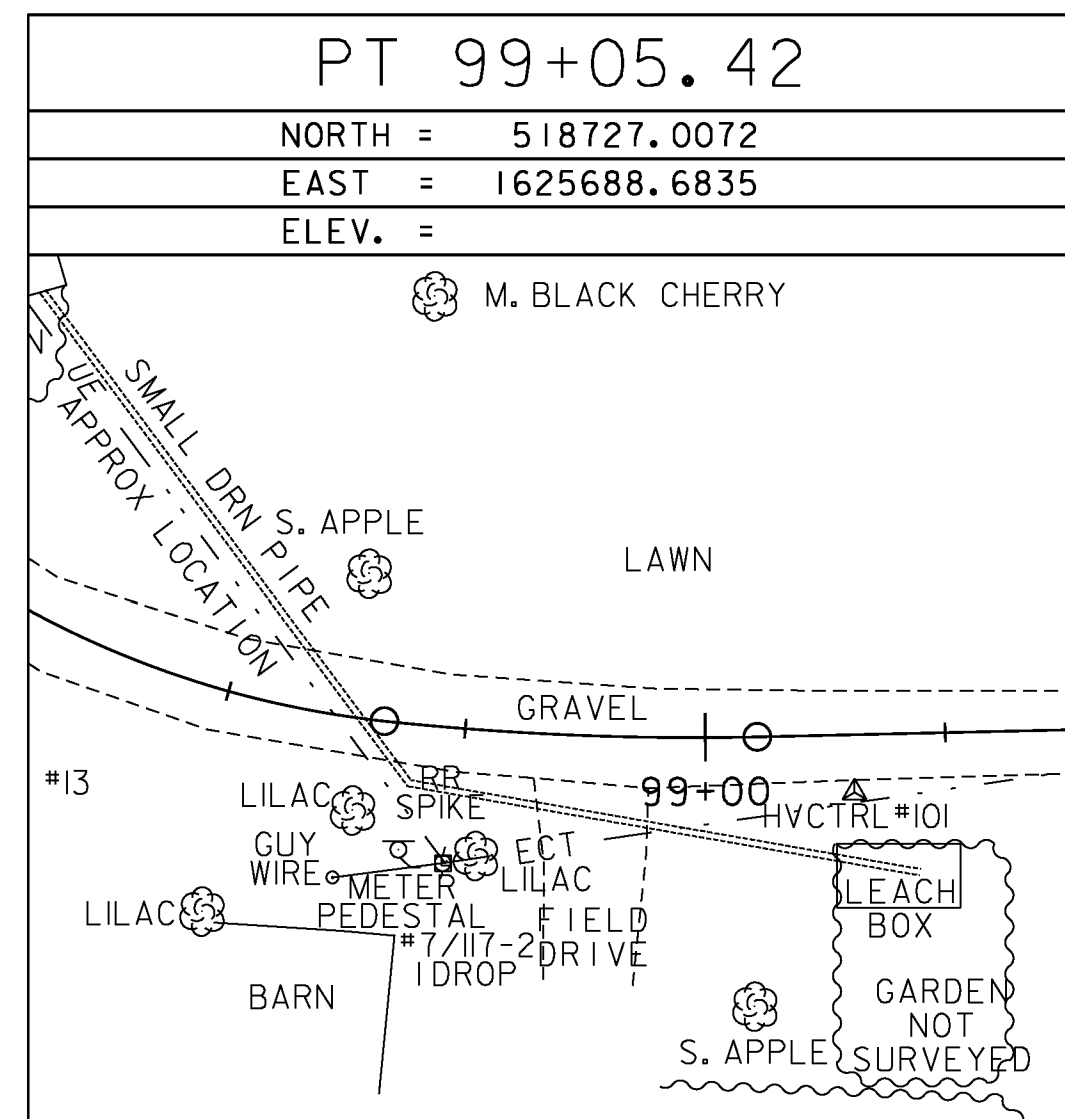 PT 99+05.42
NORTH = 518727.0072
EAST = 1625688.6835
ELEV. =
M. BLACK CHERRY
SMALL DRN PIPE
UE
APPROX LOCATION
S. APPLE
LAWN
GRAVEL
#13
RR
SPIKE
99+00
HVCTRL #101
LILAC
GUY
WIRE
ECT
LILAC
METER
PEDESTAL
#7/117-2
1DROP
LILAC
FIELD
DRIVE
LEACH
BOX
BARN
GARDEN
NOT
SURVEYED
S. APPLE